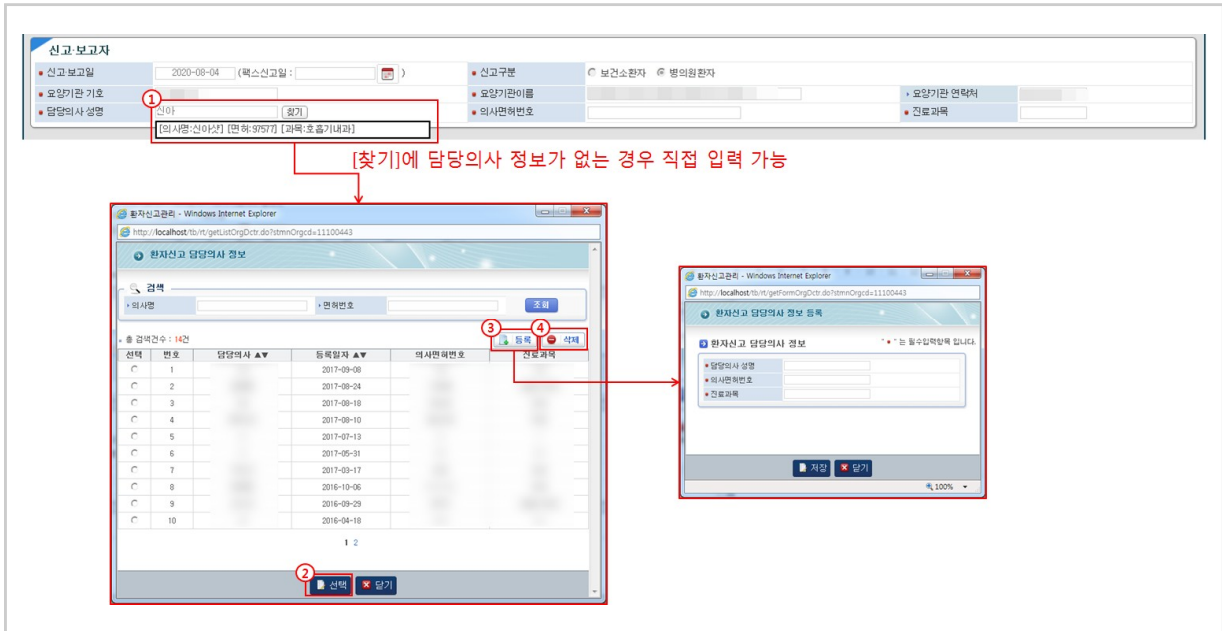 신고·보고자
신고·보고일 2020-08-04 (팩스신고일 : ) 신고구분 보건소환자 병의원환자
요양기관 기호 요양기관이름 요양기관 연락처
①
담당의사 성명 신아 찾기 의사면허번호 진료과목
[의사명:신아샷] [면허:97577] [과목:호흡기내과]
[찾기]에 담당의사 정보가 없는 경우 직접 입력 가능
환자신고관리 - Windows Internet Explorer
http://localhost/tb/rt/getListOrgDctr.do?stmnOrgcd=11100443
환자신고 담당의사 정보
검색
의사명 면허번호 조회
③ ④
총 검색건수 : 14건 등록 삭제
선택 번호 담당의사 ▲▼ 등록일자 ▲▼ 의사면허번호 진료과목
1 2017-09-08
2 2017-08-24
3 2017-08-18
4 2017-08-10
5 2017-07-13
6 2017-05-31
7 2017-03-17
8 2016-10-06
9 2016-09-29
10 2016-04-18
1 2
②
선택 닫기
환자신고관리 - Windows Internet Explorer
http://localhost/tb/rt/getFormOrgDctr.do?stmnOrgcd=11100443
환자신고 담당의사 정보 등록
환자신고 담당의사 정보 " • " 는 필수입력항목 입니다.
담당의사 성명
의사면허번호
진료과목
저장 닫기
100%